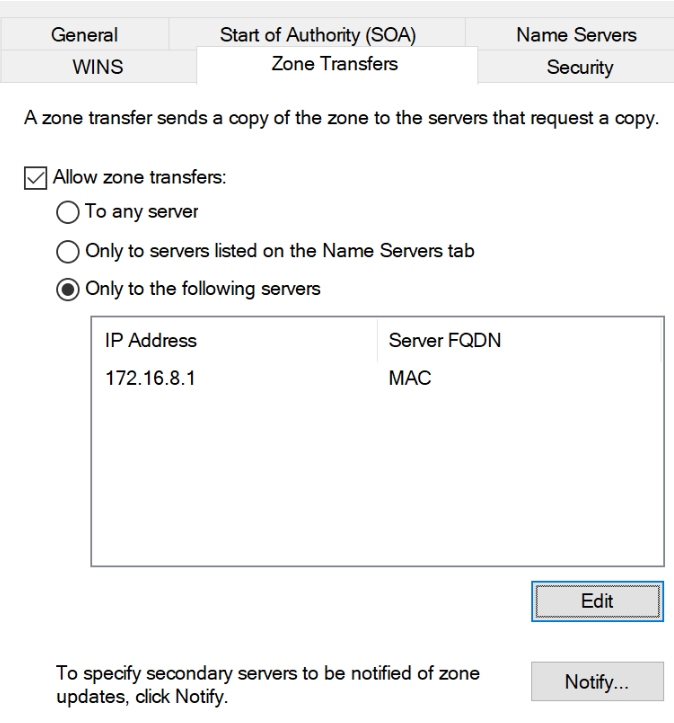 General
Start of Authority (SOA)
Name Servers
WINS
Zone Transfers
Security
A zone transfer sends a copy of the zone to the servers that request a copy.
Allow zone transfers:
To any server
Only to servers listed on the Name Servers tab
Only to the following servers
IP Address
Server FQDN
172.16.8.1
MAC
Edit
To specify secondary servers to be notified of zone
updates, click Notify.
Notify...